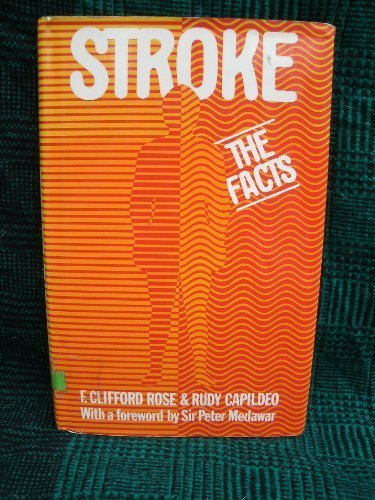 STROKE
THE
FACTS
F. CLIFFORD ROSE & RUDY CAPILDEO
With a foreword by Sir Peter Medawar